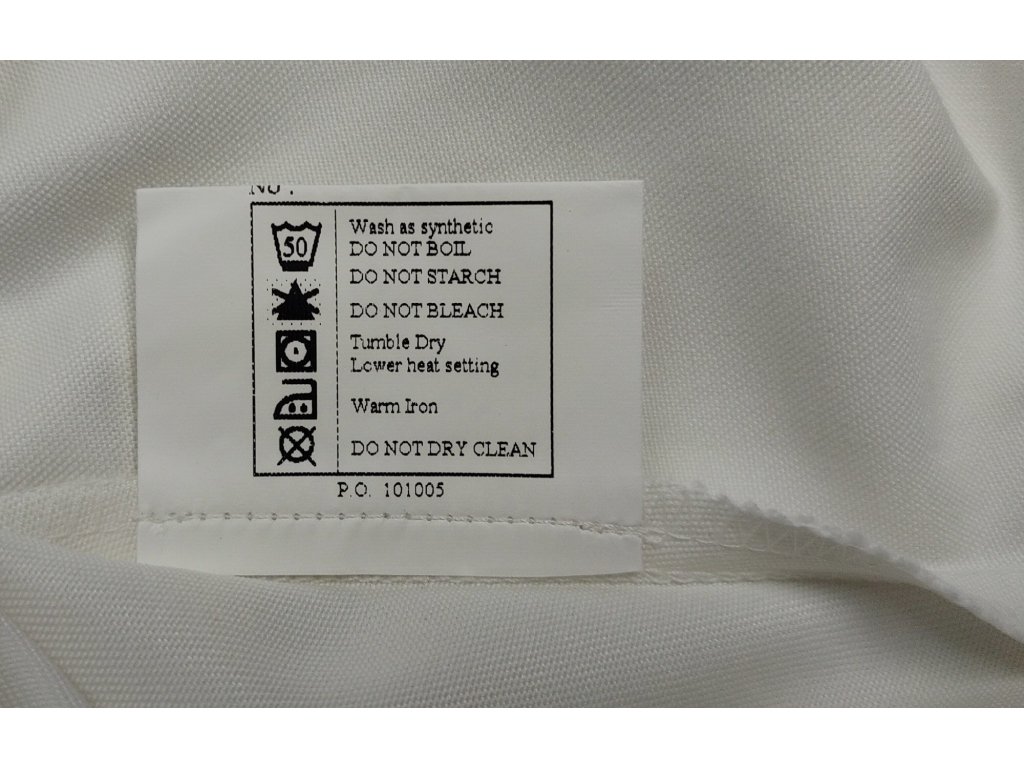 50
Wash as synthetic
DO NOT BOIL
DO NOT STARCH
DO NOT BLEACH
Tumble Dry
Lower heat setting
Warm Iron
DO NOT DRY CLEAN
P.O. 101005